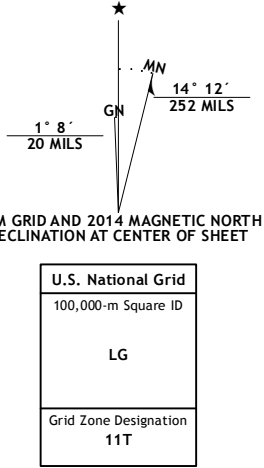 MN
GN
14° 12´
252 MILS
1° 8´
20 MILS
M GRID AND 2014 MAGNETIC NORTH
ECLINATION AT CENTER OF SHEET
U.S. National Grid
100,000-m Square ID
LG
Grid Zone Designation
11T